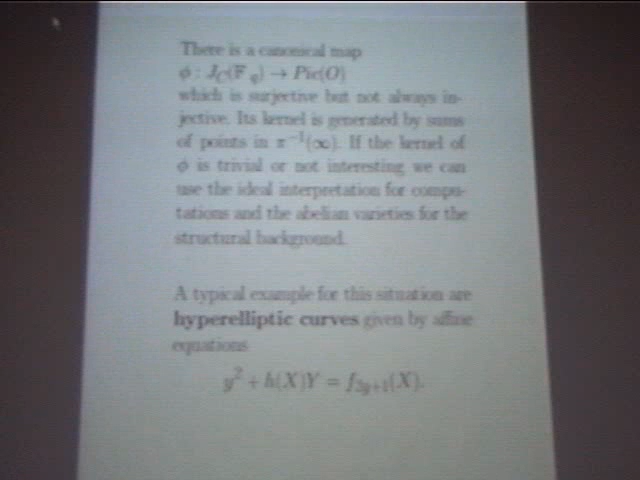 There is a canonical map
ϕ : J_C(𝔽_q) → Pic(O)
which is surjective but not always in-
jective. Its kernel is generated by sums
of points in π⁻¹(∞). If the kernel of
ϕ is trivial or not interesting we can
use the ideal interpretation for compu-
tations and the abelian varieties for the
structural background.
A typical example for this situation are
hyperelliptic curves given by affine
equations
y² + h(X)Y = f_{2g+1}(X).